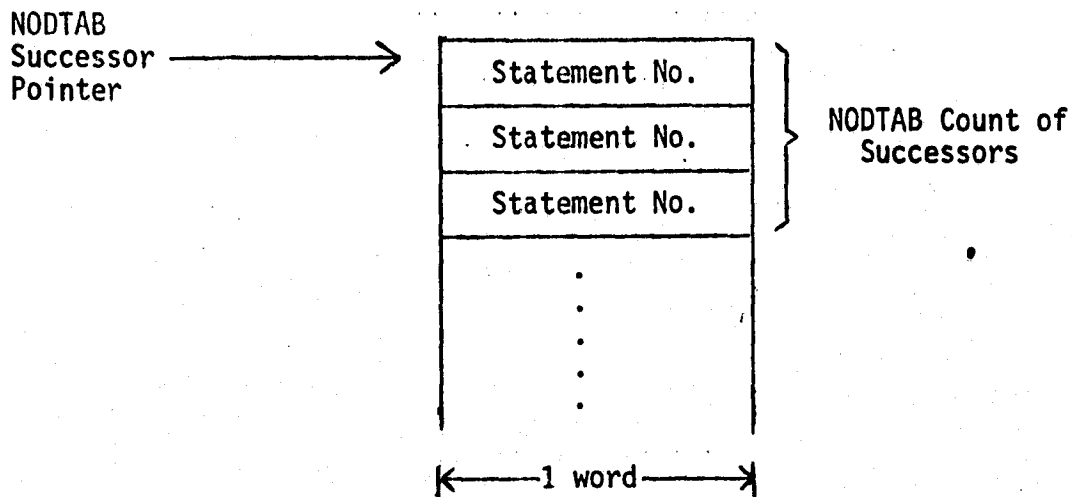 NODTAB
Successor
Pointer
Statement No.
Statement No.
Statement No.
NODTAB Count of
Successors
1 word